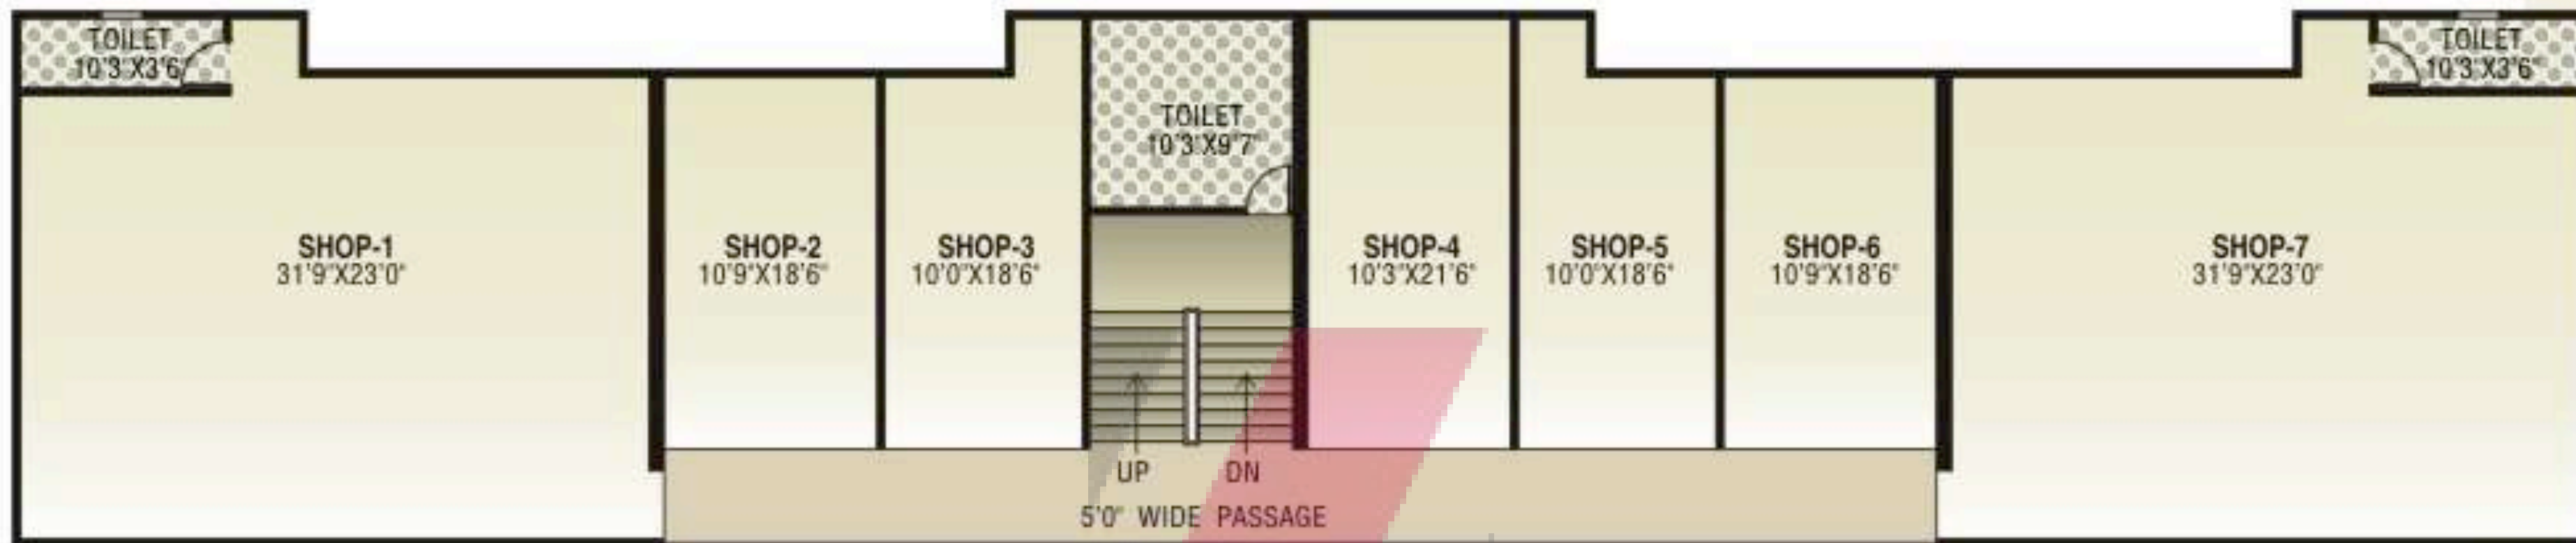 TOILET
10'3"X3'6"
TOILET
10'3"X9'7"
TOILET
10'3"X3'6"
SHOP-1
31'9"X23'0"
SHOP-2
10'9"X18'6"
SHOP-3
10'0"X18'6"
SHOP-4
10'3"X21'6"
SHOP-5
10'0"X18'6"
SHOP-6
10'9"X18'6"
SHOP-7
31'9"X23'0"
UP DN
5'0" WIDE PASSAGE